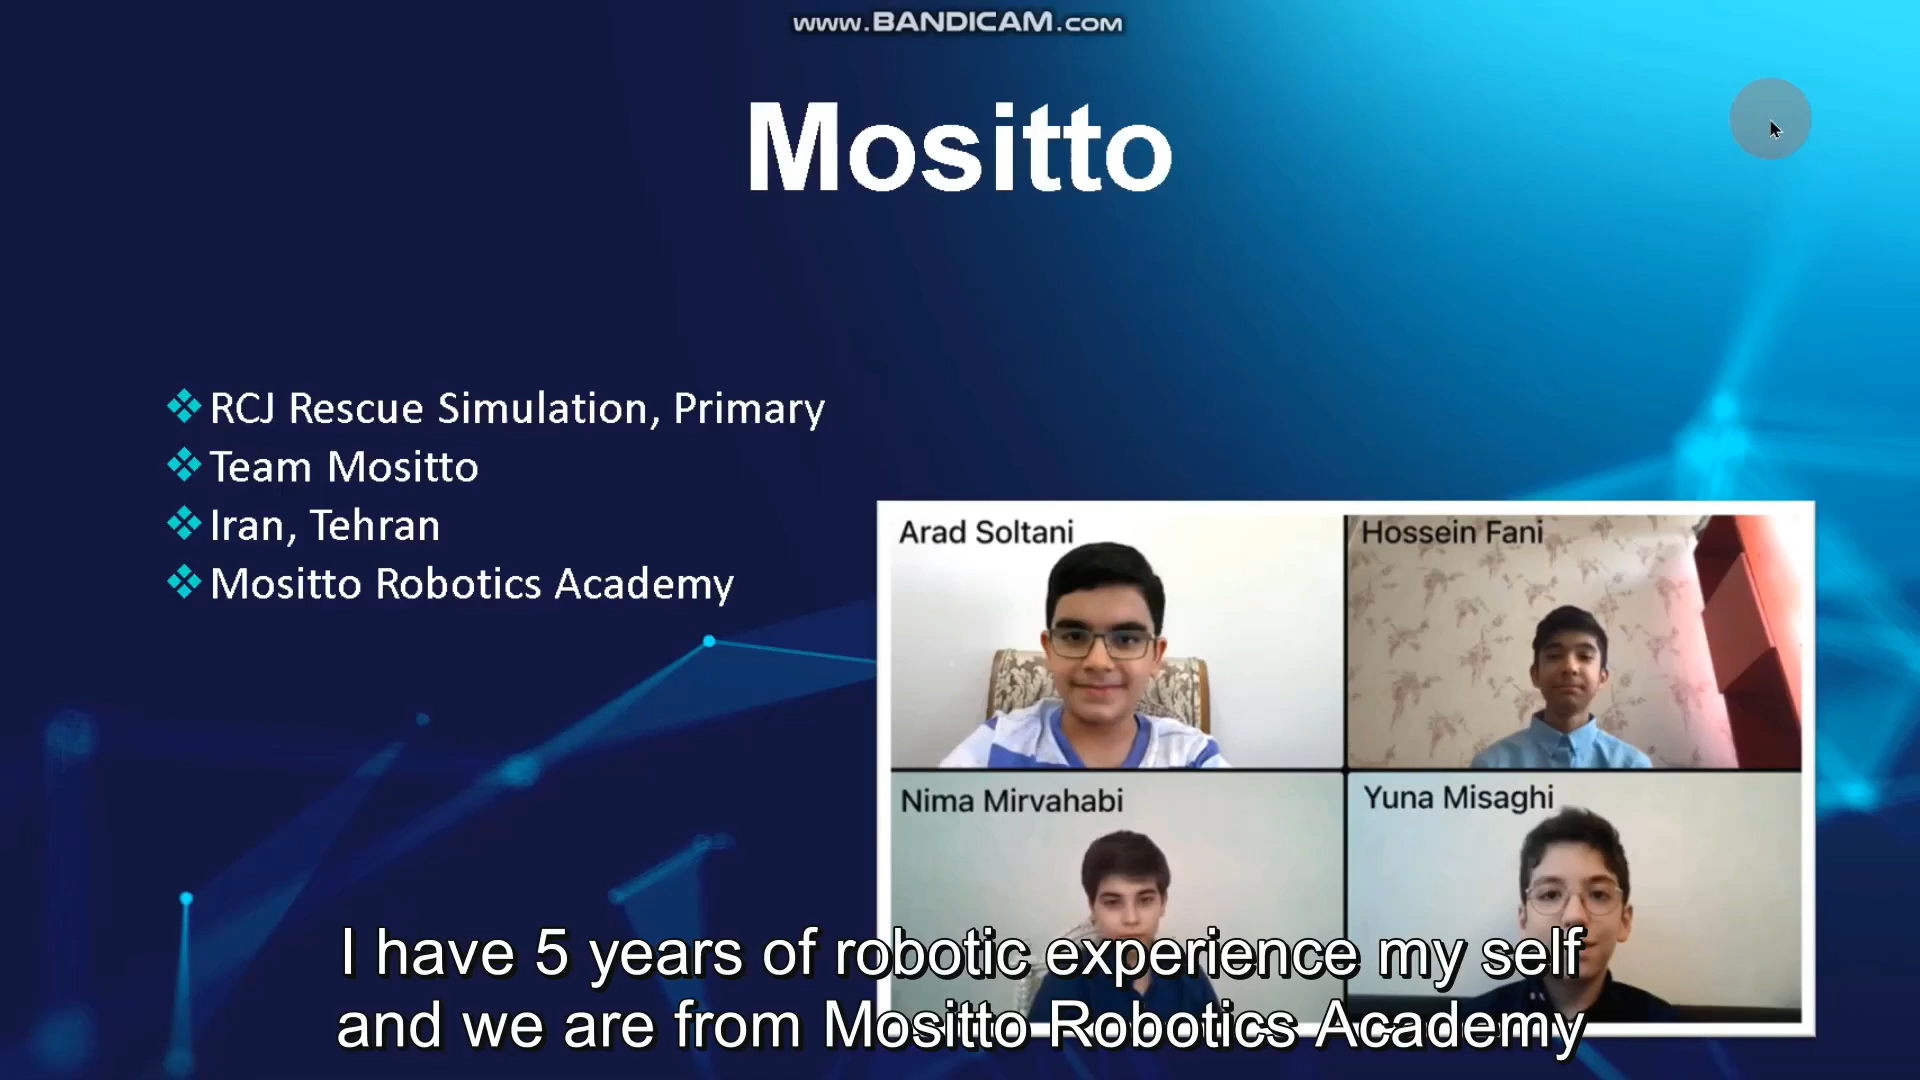 www.BANDICAM.com
Mositto
RCJ Rescue Simulation, Primary
Team Mositto
Iran, Tehran
Mositto Robotics Academy
Arad Soltani
Hossein Fani
Nima Mirvahabi
Yuna Misaghi
I have 5 years of robotic experience my self
and we are from Mositto Robotics Academy